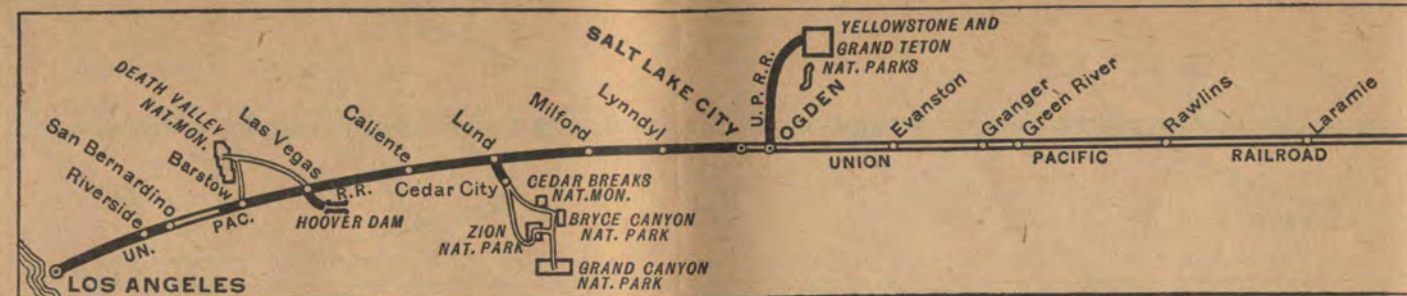 LOS ANGELES
UN.
PAC.
R.R.
Riverside
San Bernardino
Barstow
DEATH VALLEY
NAT. MON.
Las Vegas
HOOVER DAM
Caliente
Lund
Cedar City
CEDAR BREAKS
NAT. MON.
BRYCE CANYON
NAT. PARK
ZION
NAT. PARK
GRAND CANYON
NAT. PARK
Milford
Lynndyl
SALT LAKE CITY
U.P. R.R.
OGDEN
YELLOWSTONE AND
GRAND TETON
NAT. PARKS
Evanston
Granger
Green River
Rawlins
Laramie
UNION
PACIFIC
RAILROAD